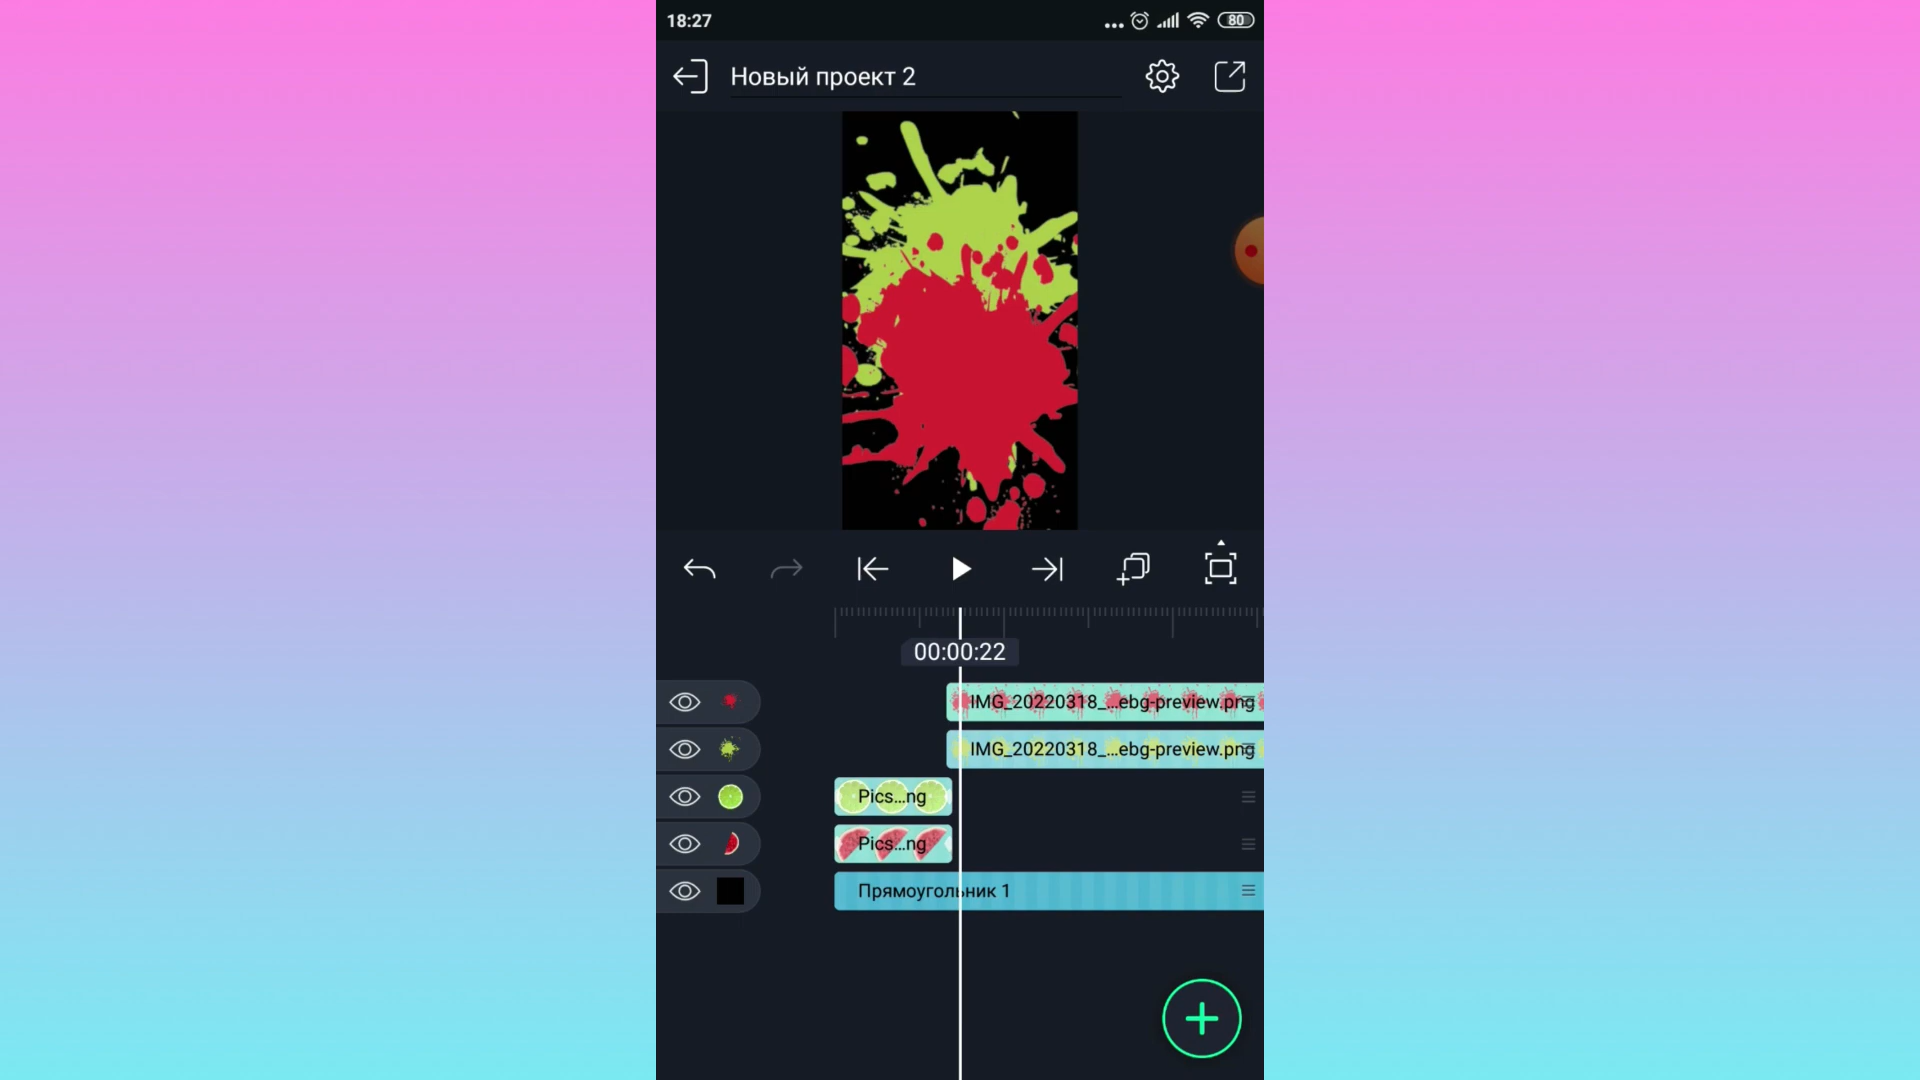 18:27
80
Новый проект 2
00:00:22
IMG_20220318_...ebg-preview.png
IMG_20220318_...ebg-preview.png
Pics...ng
Pics...ng
Прямоугольник 1